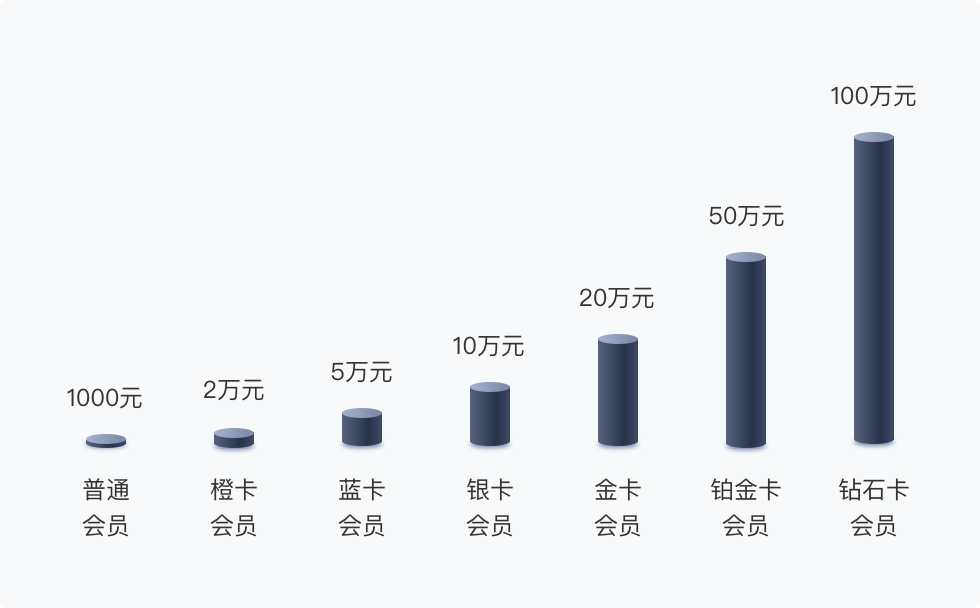 100万元
50万元
20万元
10万元
5万元
2万元
1000元
普通
会员
橙卡
会员
蓝卡
会员
银卡
会员
金卡
会员
铂金卡
会员
钻石卡
会员